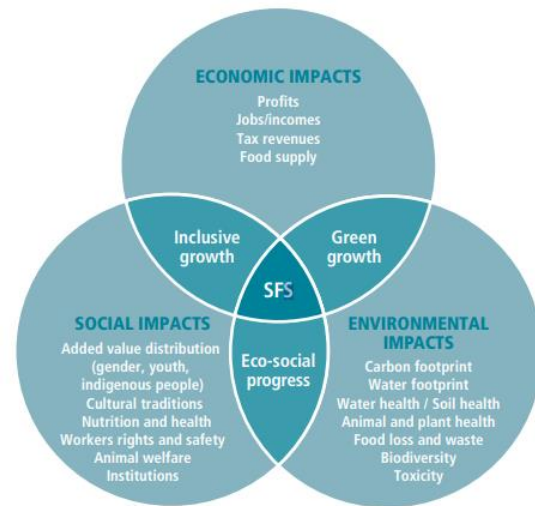 ECONOMIC IMPACTS
Profits
Jobs/incomes
Tax revenues
Food supply
Inclusive
growth
Green
growth
SFS
SOCIAL IMPACTS
Added value distribution
(gender, youth,
indigenous people)
Cultural traditions
Nutrition and health
Workers rights and safety
Animal welfare
Institutions
Eco-social
progress
ENVIRONMENTAL
IMPACTS
Carbon footprint
Water footprint
Water health / Soil health
Animal and plant health
Food loss and waste
Biodiversity
Toxicity